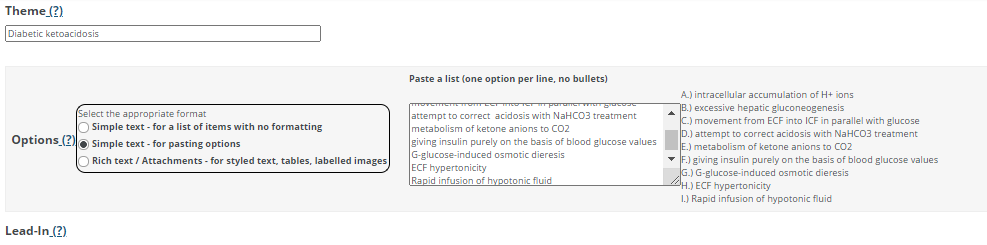 Theme (?)
Diabetic ketoacidosis
Paste a list (one option per line, no bullets)
Options (?)
Select the appropriate format
Simple text - for a list of items with no formatting
Simple text - for pasting options
Rich text / Attachments - for styled text, tables, labelled images
movement from ECF into ICF in parallel with glucose
attempt to correct  acidosis with NaHCO3 treatment
metabolism of ketone anions to CO2
giving insulin purely on the basis of blood glucose values
G-glucose-induced osmotic dieresis
ECF hypertonicity
Rapid infusion of hypotonic fluid
A.) intracellular accumulation of H+ ions
B.) excessive hepatic gluconeogenesis
C.) movement from ECF into ICF in parallel with glucose
D.) attempt to correct acidosis with NaHCO3 treatment
E.) metabolism of ketone anions to CO2
F.) giving insulin purely on the basis of blood glucose values
G.) G-glucose-induced osmotic dieresis
H.) ECF hypertonicity
I.) Rapid infusion of hypotonic fluid
Lead-In (?)